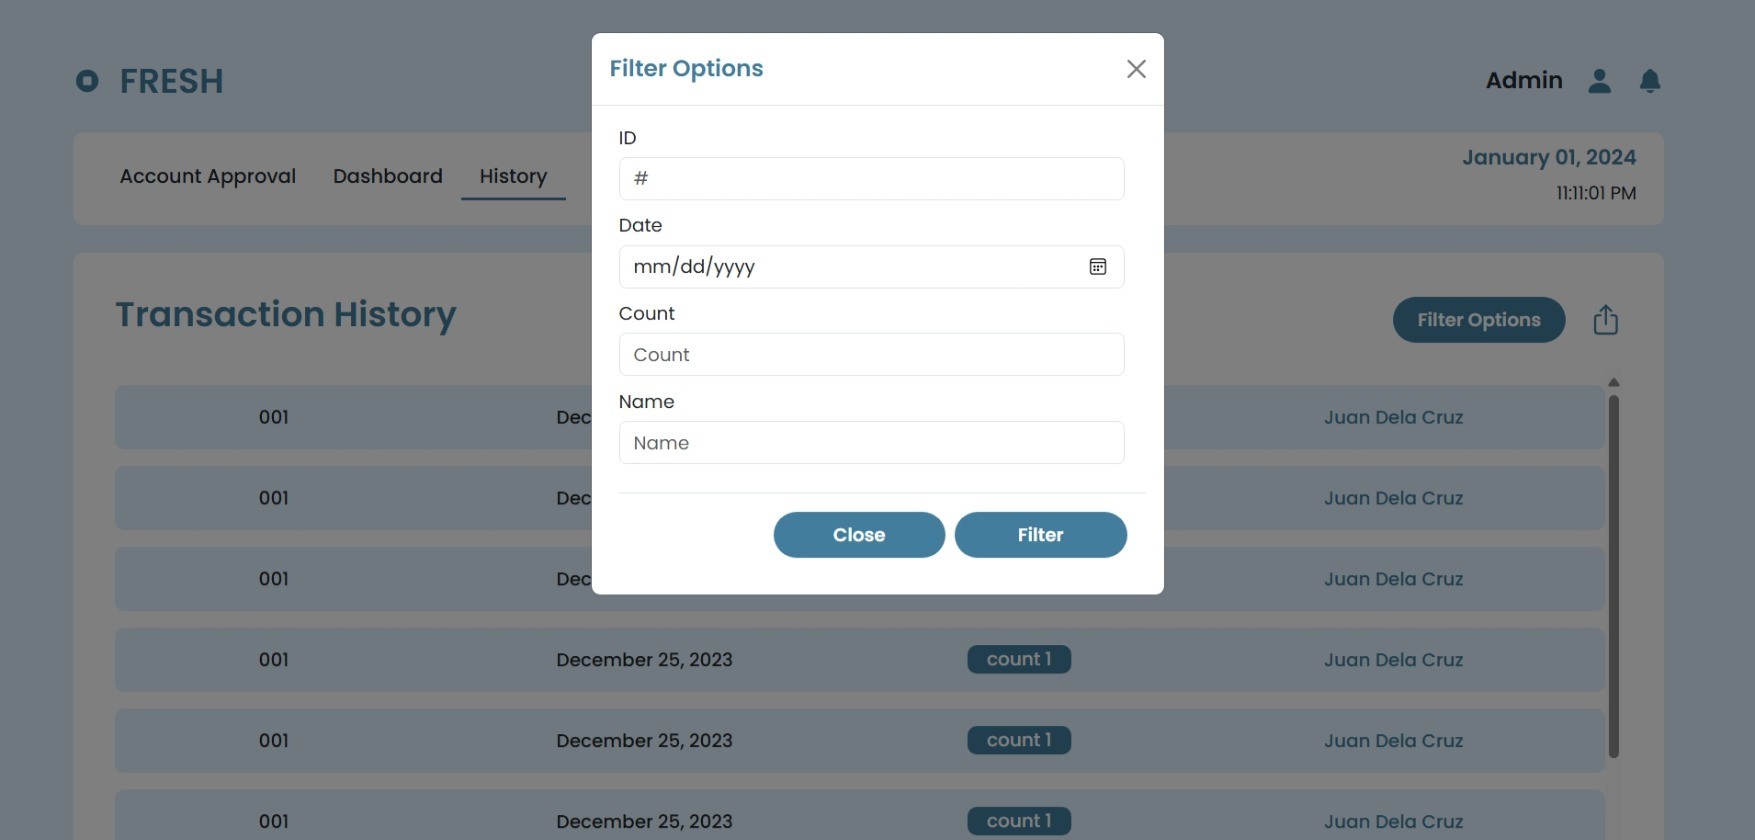 FRESH
Admin
Account Approval Dashboard History
January 01, 2024
11:11:01 PM
Transaction History
Filter Options
Filter Options
ID
#
Date
mm/dd/yyyy
Count
Count
Name
Name
Close Filter
001 Dec Juan Dela Cruz
001 Dec Juan Dela Cruz
001 Dec Juan Dela Cruz
001 December 25, 2023 count 1 Juan Dela Cruz
001 December 25, 2023 count 1 Juan Dela Cruz
001 December 25, 2023 count 1 Juan Dela Cruz